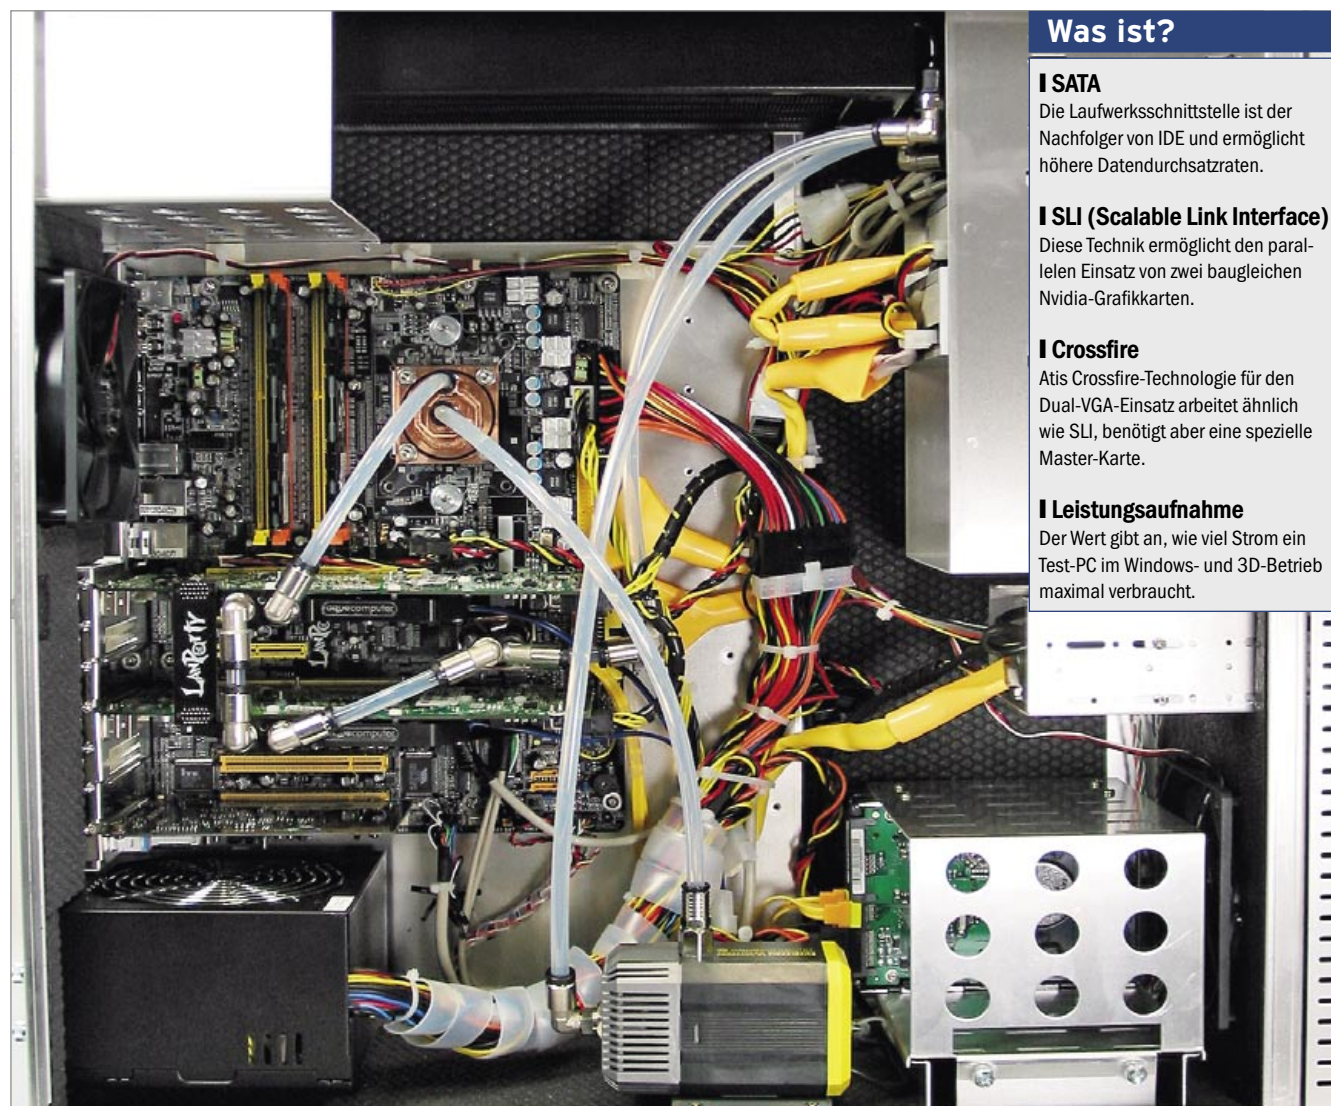 Was ist?
SATA
Die Laufwerksschnittstelle ist der
Nachfolger von IDE und ermöglicht
höhere Datendurchsatzraten.
SLI (Scalable Link Interface)
Diese Technik ermöglicht den paral-
lelen Einsatz von zwei baugleichen
Nvidia-Grafikkarten.
Crossfire
Atis Crossfire-Technologie für den
Dual-VGA-Einsatz arbeitet ähnlich
wie SLI, benötigt aber eine spezielle
Master-Karte.
Leistungsaufnahme
Der Wert gibt an, wie viel Strom ein
Test-PC im Windows- und 3D-Betrieb
maximal verbraucht.
aquacomputer
LANPARTY